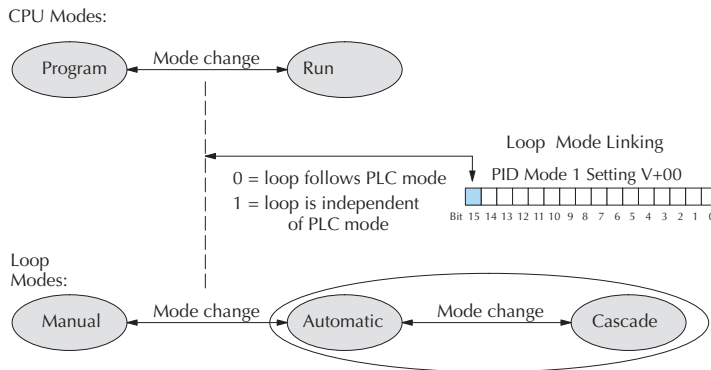 CPU Modes:
Program
Mode change
Run
Loop Mode Linking
0 = loop follows PLC mode
1 = loop is independent
of PLC mode
PID Mode 1 Setting V+00
Bit 15 14 13 12 11 10 9 8 7 6 5 4 3 2 1 0
Loop
Modes:
Manual
Mode change
Automatic
Mode change
Cascade